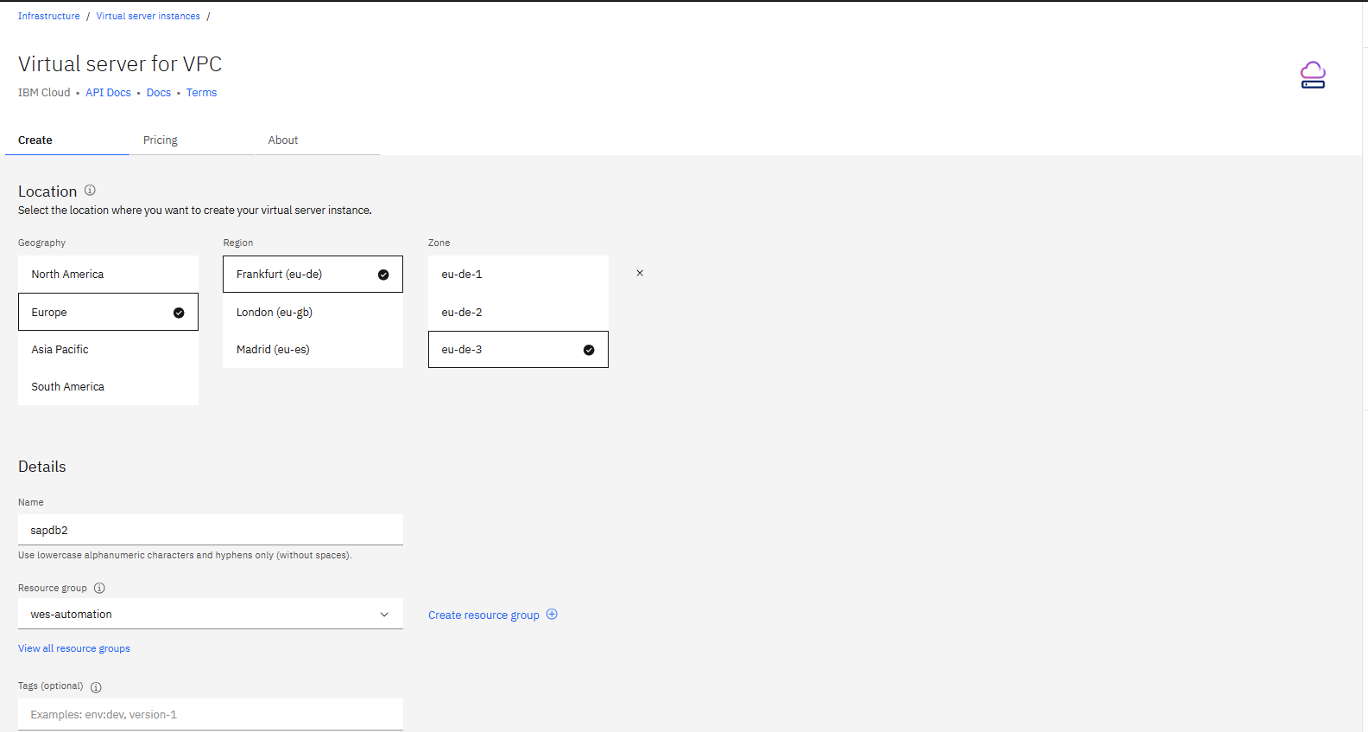 Infrastructure / Virtual server instances /
Virtual server for VPC
IBM Cloud • API Docs • Docs • Terms
Create Pricing About
Location
Select the location where you want to create your virtual server instance.
Geography Region Zone
North America Frankfurt (eu-de) eu-de-1
Europe London (eu-gb) eu-de-2
Asia Pacific Madrid (eu-es) eu-de-3
South America
Details
Name
sapdb2
Use lowercase alphanumeric characters and hyphens only (without spaces).
Resource group
wes-automation Create resource group
View all resource groups
Tags (optional)
Examples: env:dev, version-1